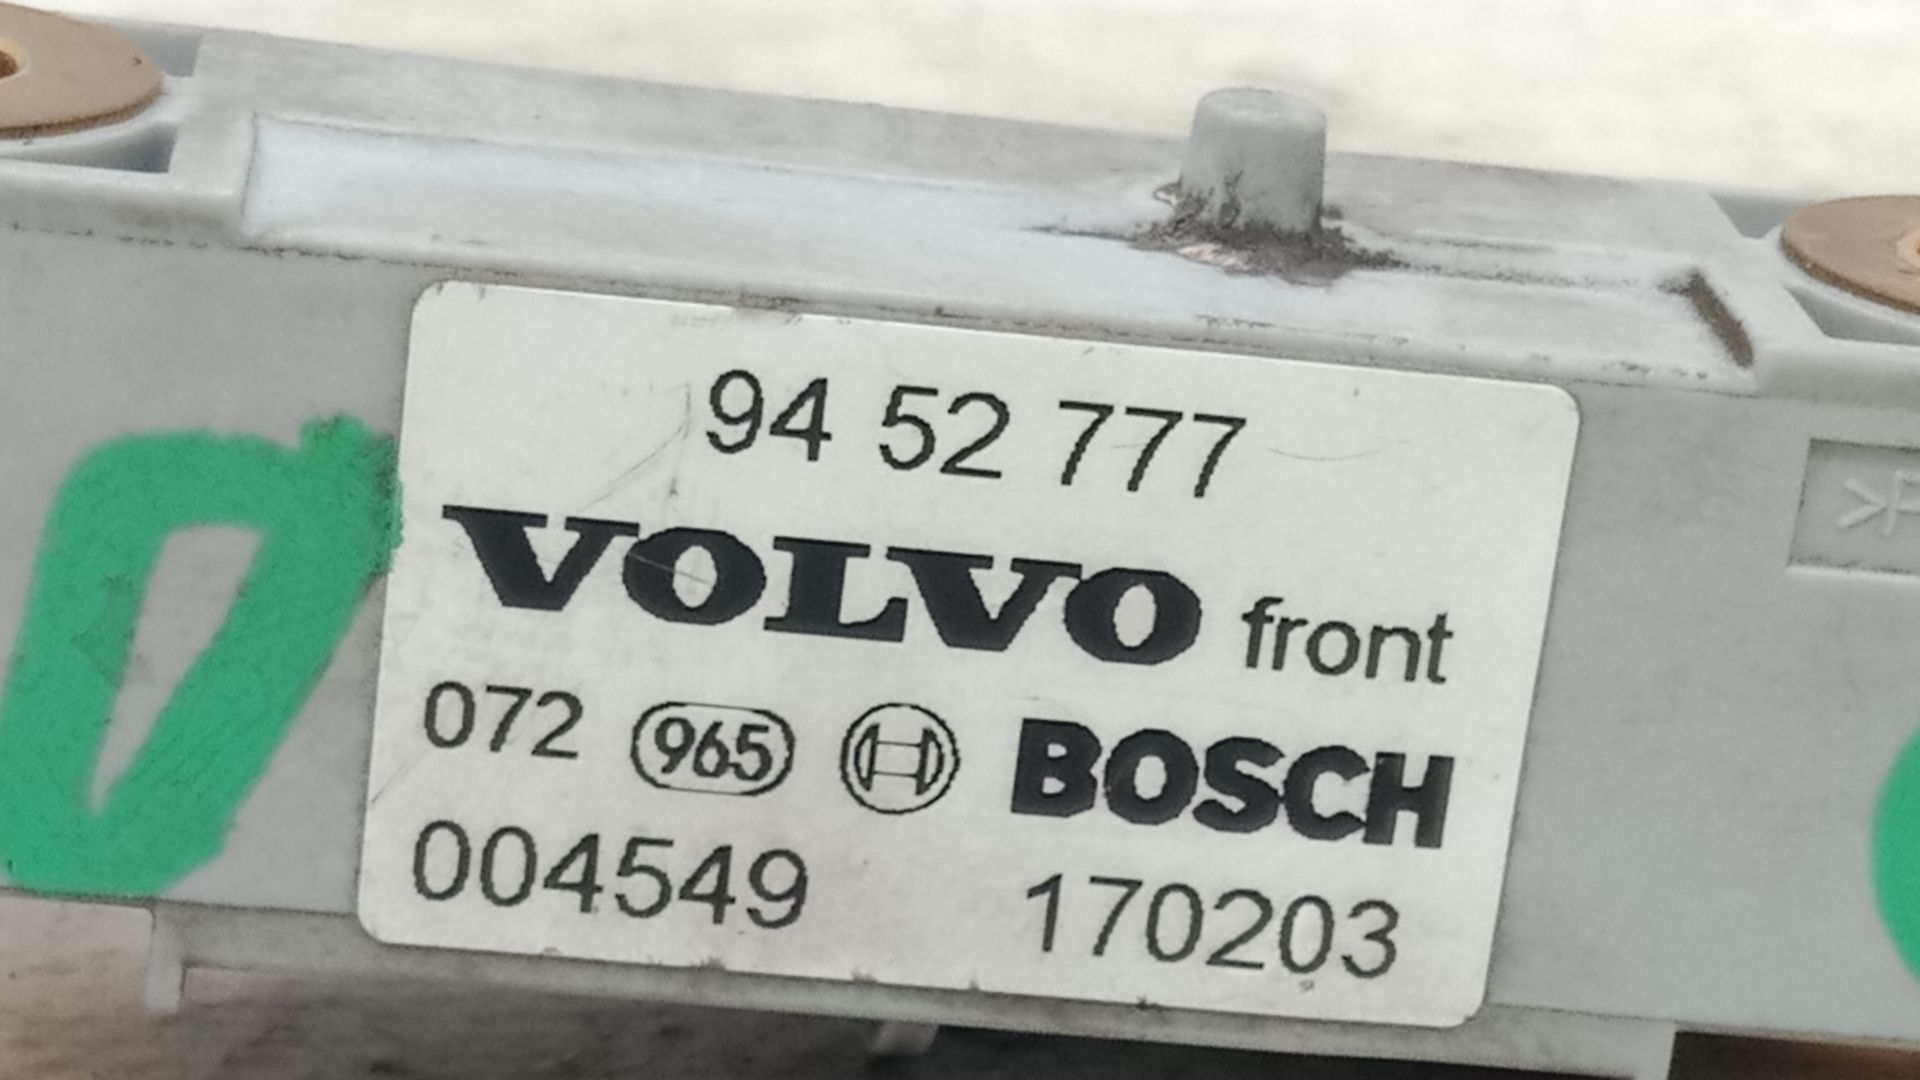 94 52 777
VOLVO front
072 965 BOSCH
004549 170203
>P